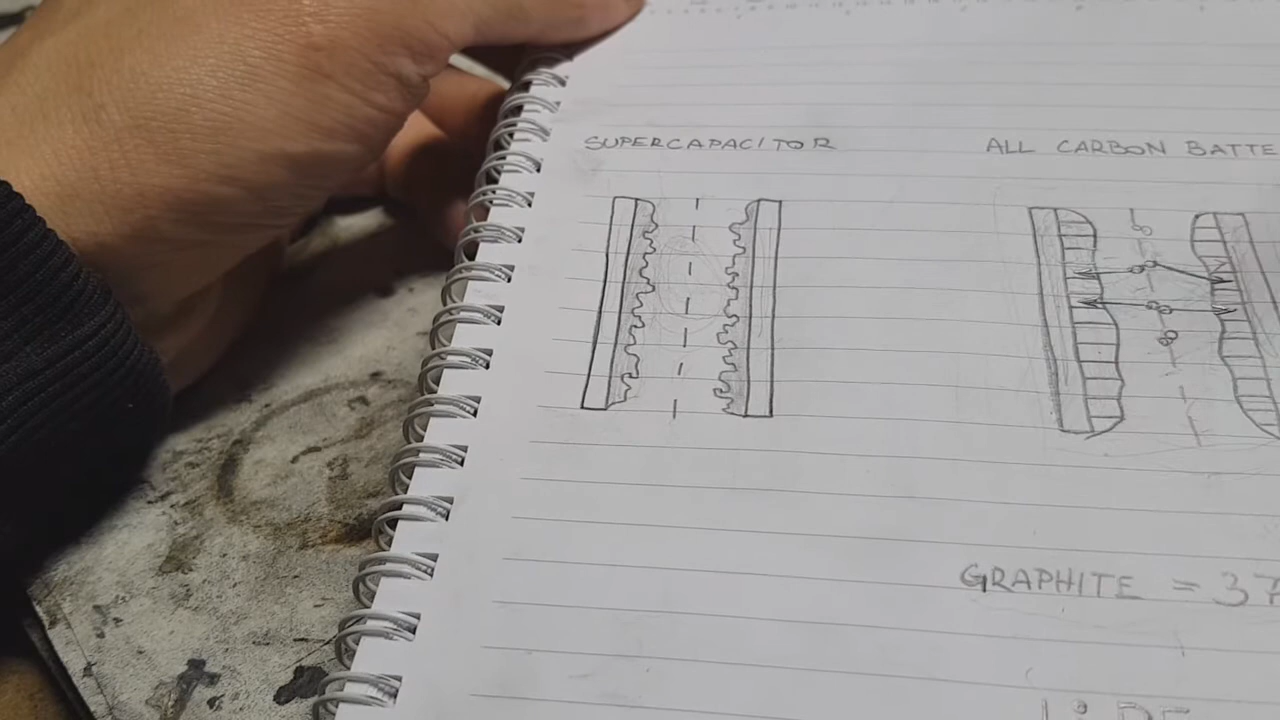 SUPERCAPACITOR
ALL CARBON BATTE
GRAPHITE = 37